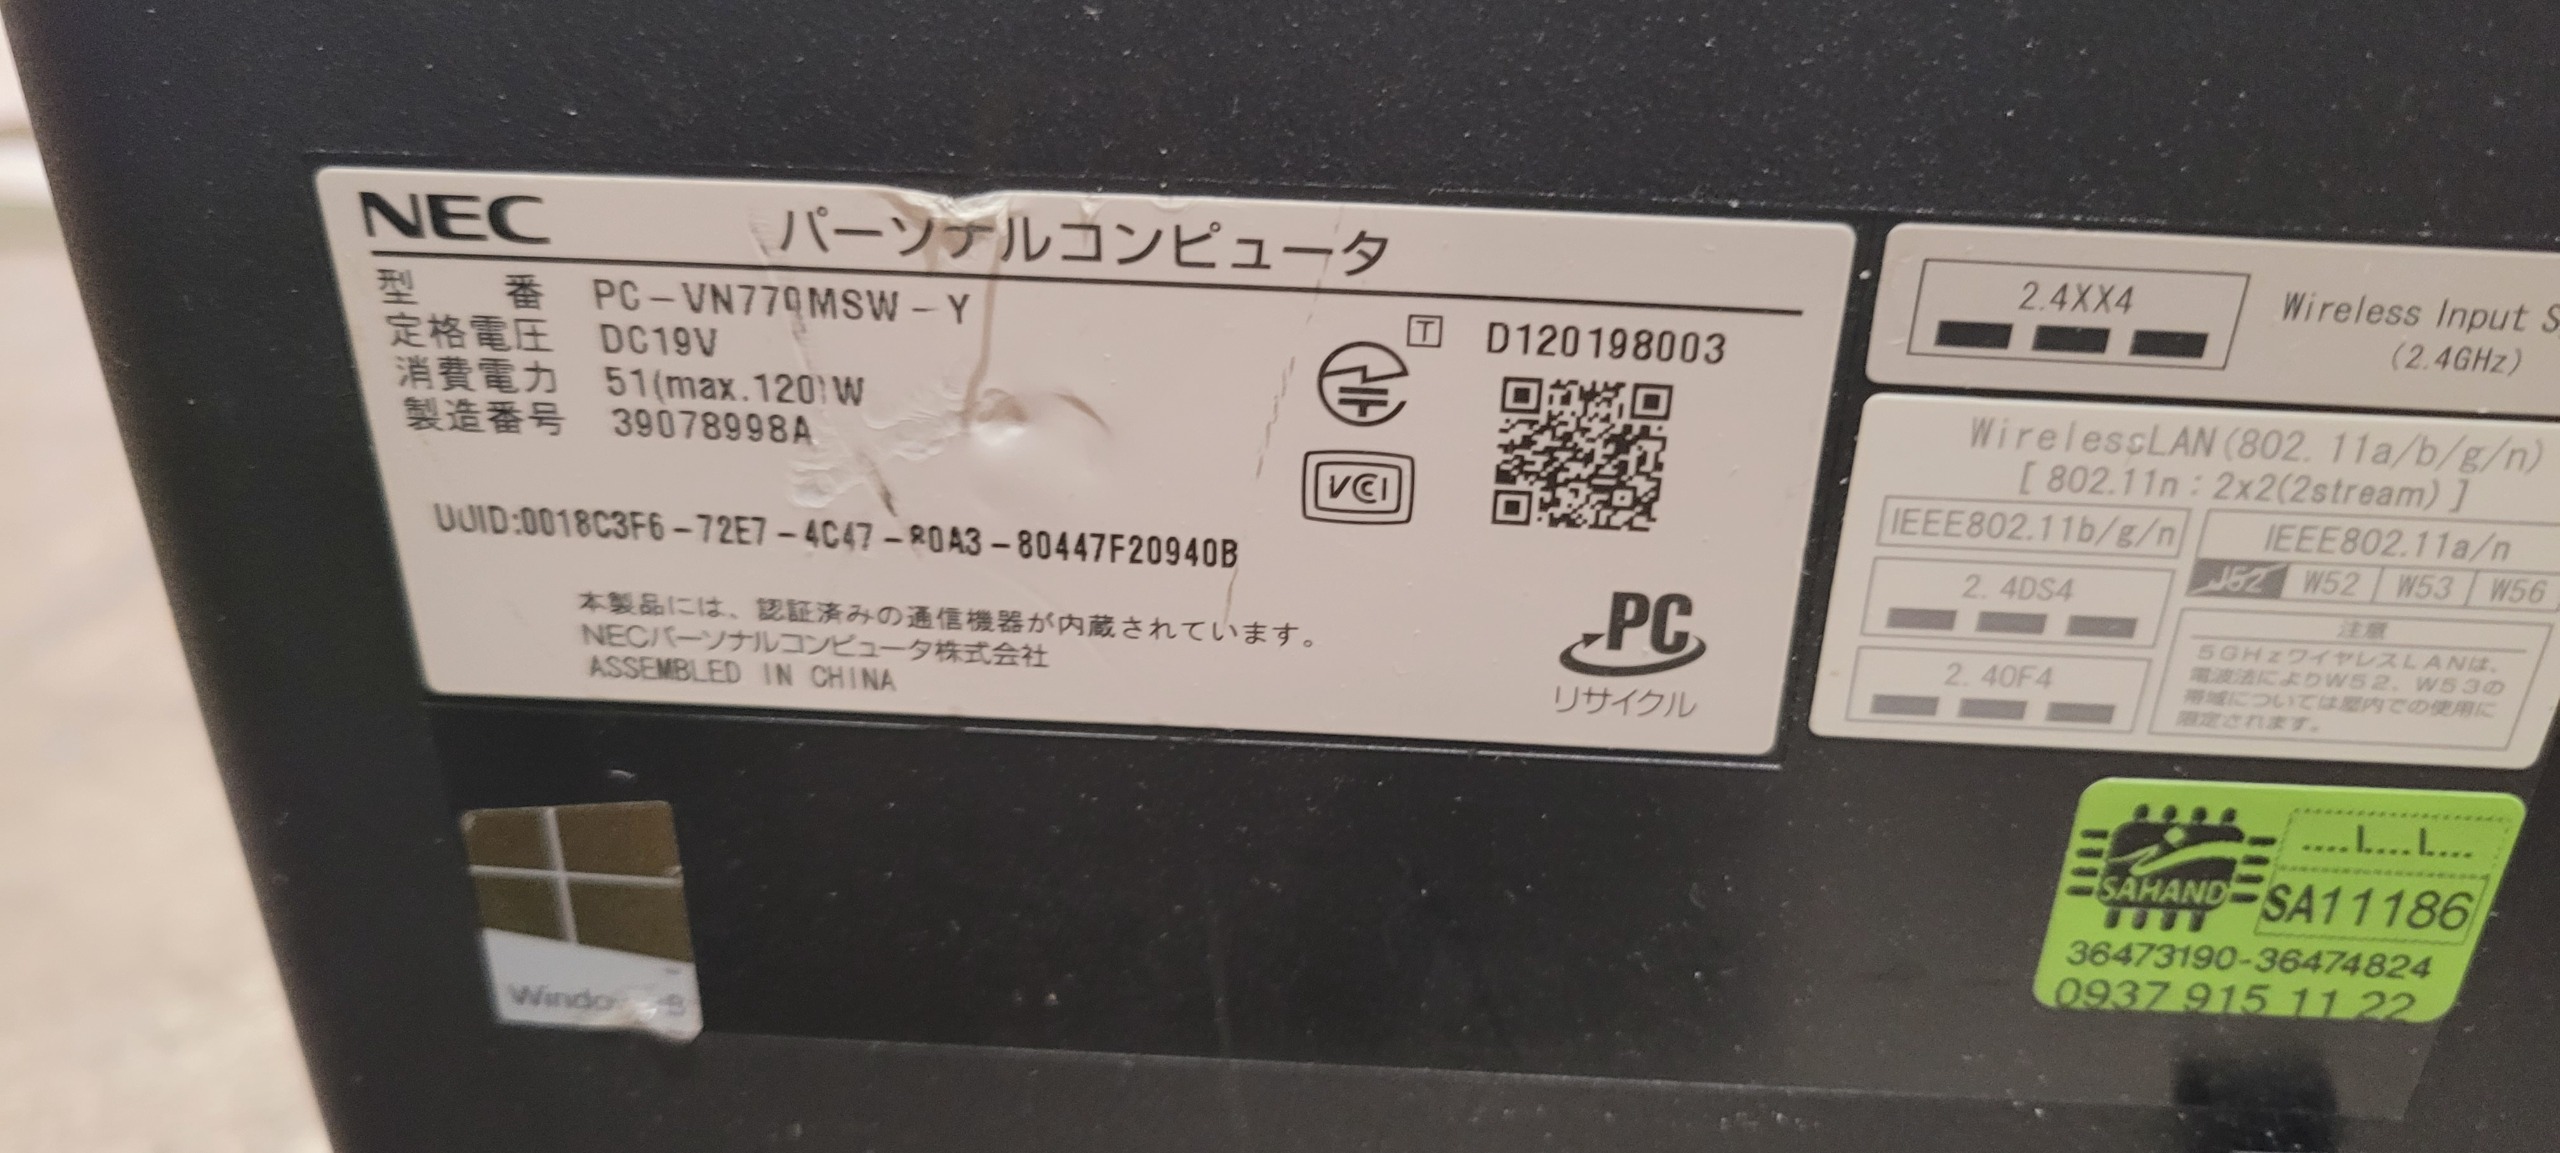 NEC パーソナルコンピュータ
型 番 PC-VN770MSW-Y
定格電圧 DC19V
消費電力 51(max.120)W
製造番号 39078998A
T D120198003
VCI
UUID:0018C3F6-72E7-4C47-80A3-80447F20940B
本製品には、認証済みの通信機器が内蔵されています。
NECパーソナルコンピュータ株式会社
ASSEMBLED IN CHINA
PC
リサイクル
2.4XX4
Wireless Input
(2.4GHz)
WirelessLAN(802.11a/b/g/n)
[ 802.11n : 2x2(2stream) ]
IEEE802.11b/g/n
IEEE802.11a/n
J52 W52 W53 W56
2.4DS4
2.4OF4
注意
5GHzワイヤレスLANは、
電波法によりW52、W53の
帯域については屋内での使用に
限定されます。
Windows 8
SAHAND
SA11186
36473190-36474824
0937 915 11 22